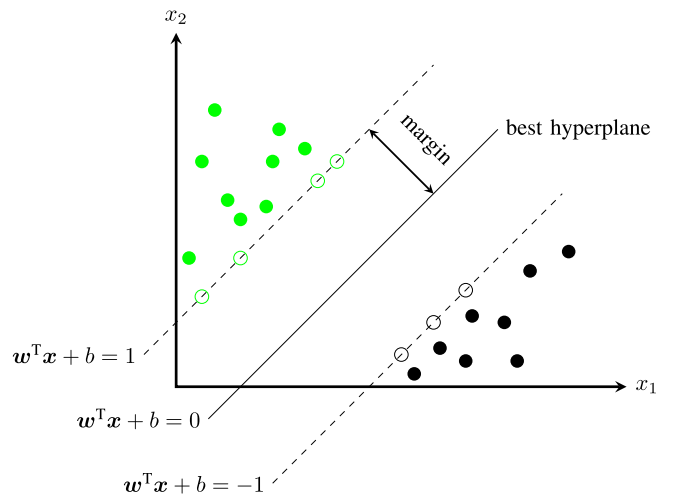 x₂
best hyperplane
margin
𝒘ᵀ𝒙 + b = 1
x₁
𝒘ᵀ𝒙 + b = 0
𝒘ᵀ𝒙 + b = −1